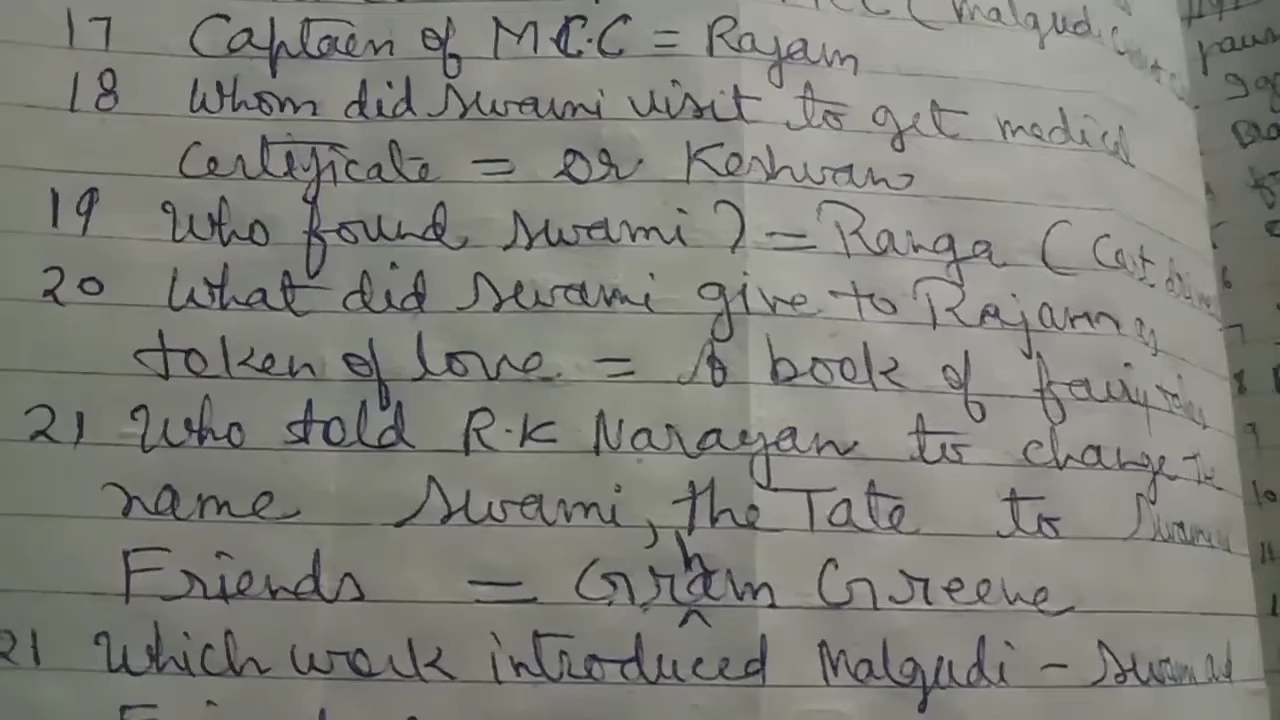 MCC (Malgudi
17 Captain of M.C.C = Rajam
18 Whom did Swami visit to get medical
Certificate = Dr Keshwan
19 Who found Swami? = Ranga (Cart
20 What did Swami give to Rajam as
token of love = A book of fairy tales
21 Who told R.K Narayan to change The
name Swami, the Tate to Swami
Friends = Graham Greene
21 Which work introduced Malgudi - Swami and